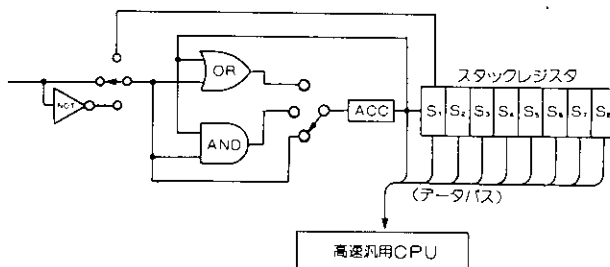 スタックレジスタ
NOT
OR
AND
ACC
S₁ S₂ S₃ S₄ S₅ S₆ S₇ S₈
(データバス)
高速汎用CPU